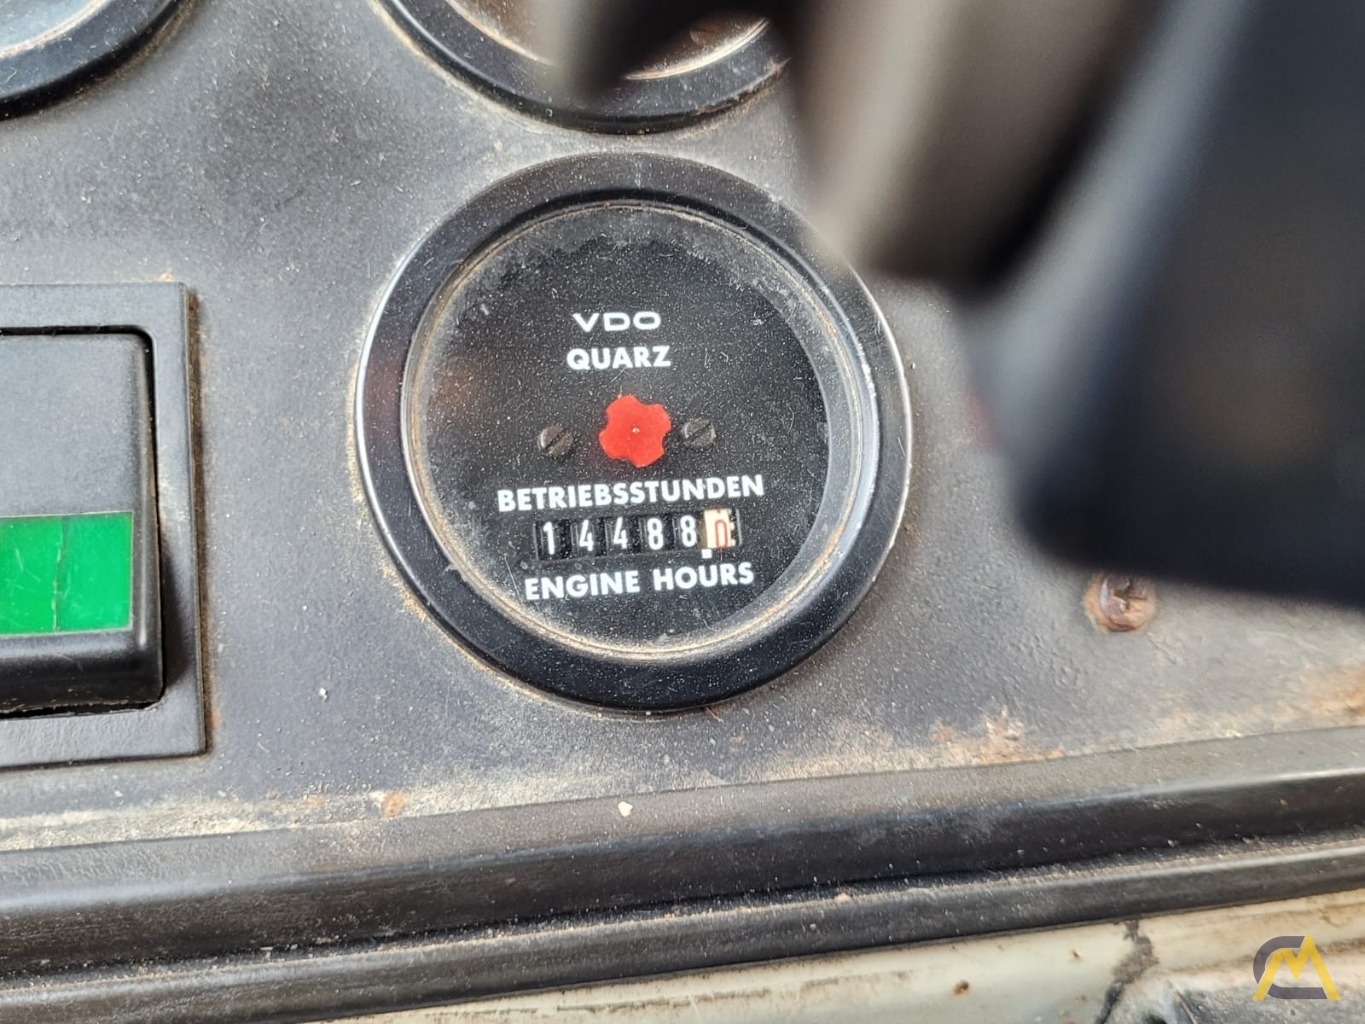 VDO
QUARZ
BETRIEBSSTUNDEN
14488
ENGINE HOURS